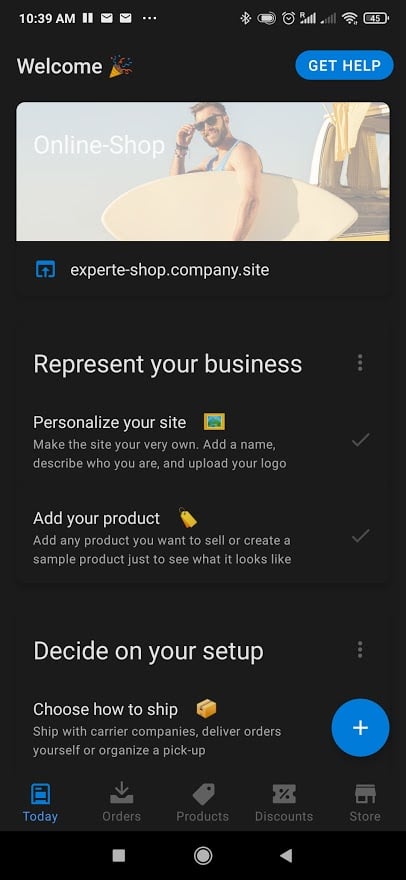 10:39 AM
R
45
Welcome 🎉
GET HELP
Online-Shop
experte-shop.company.site
Represent your business
Personalize your site
Make the site your very own. Add a name,
describe who you are, and upload your logo
Add your product
Add any product you want to sell or create a
sample product just to see what it looks like
Decide on your setup
Choose how to ship
Ship with carrier companies, deliver orders
yourself or organize a pick-up
Today
Orders
Products
Discounts
Store